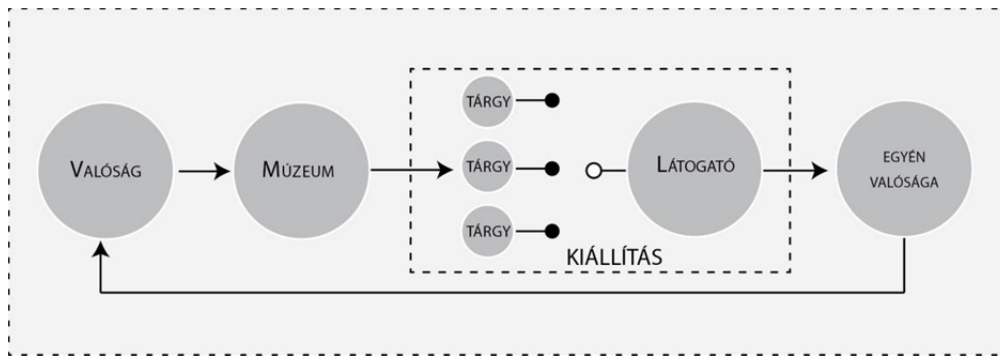 VALÓSÁG
MÚZEUM
TÁRGY
TÁRGY
TÁRGY
LÁTOGATÓ
KIÁLLÍTÁS
EGYÉN
VALÓSÁGA